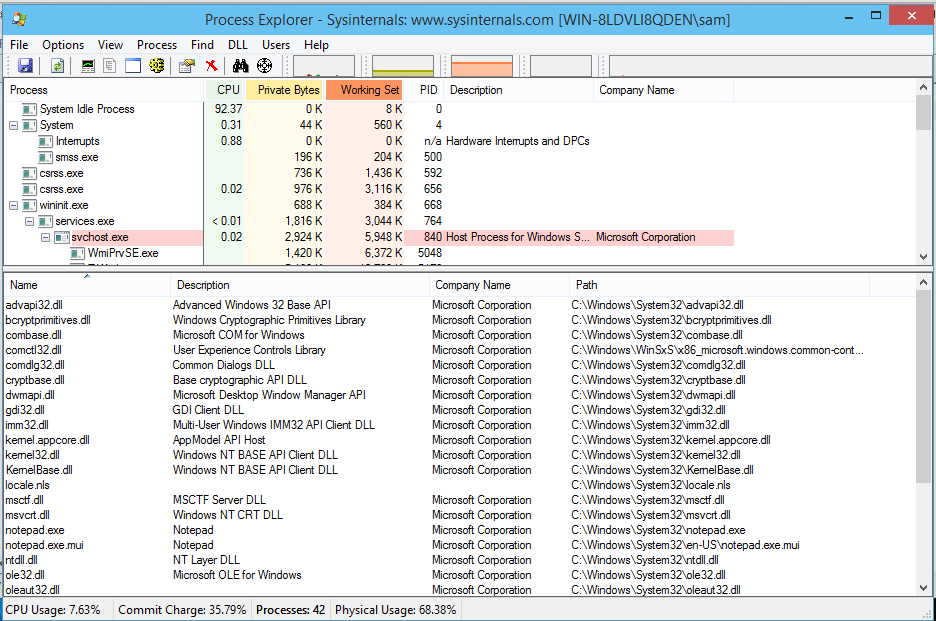 Process Explorer - Sysinternals: www.sysinternals.com [WIN-8LDVLI8QDEN\sam]
File Options View Process Find DLL Users Help
Process CPU Private Bytes Working Set PID Description Company Name
System Idle Process 92.37 0 K 8 K 0
System 0.31 44 K 560 K 4
Interrupts 0.88 0 K 0 K n/a Hardware Interrupts and DPCs
smss.exe 196 K 204 K 500
csrss.exe 736 K 1,436 K 592
csrss.exe 0.02 976 K 3,116 K 656
wininit.exe 688 K 384 K 668
services.exe < 0.01 1,816 K 3,044 K 764
svchost.exe 0.02 2,924 K 5,948 K 840 Host Process for Windows S... Microsoft Corporation
WmiPrvSE.exe 1,420 K 6,372 K 5048
Name Description Company Name Path
advapi32.dll Advanced Windows 32 Base API Microsoft Corporation C:\Windows\System32\advapi32.dll
bcryptprimitives.dll Windows Cryptographic Primitives Library Microsoft Corporation C:\Windows\System32\bcryptprimitives.dll
combase.dll Microsoft COM for Windows Microsoft Corporation C:\Windows\System32\combase.dll
comctl32.dll User Experience Controls Library Microsoft Corporation C:\Windows\WinSxS\x86_microsoft.windows.common-cont...
comdlg32.dll Common Dialogs DLL Microsoft Corporation C:\Windows\System32\comdlg32.dll
cryptbase.dll Base cryptographic API DLL Microsoft Corporation C:\Windows\System32\cryptbase.dll
dwmapi.dll Microsoft Desktop Window Manager API Microsoft Corporation C:\Windows\System32\dwmapi.dll
gdi32.dll GDI Client DLL Microsoft Corporation C:\Windows\System32\gdi32.dll
imm32.dll Multi-User Windows IMM32 API Client DLL Microsoft Corporation C:\Windows\System32\imm32.dll
kernel.appcore.dll AppModel API Host Microsoft Corporation C:\Windows\System32\kernel.appcore.dll
kernel32.dll Windows NT BASE API Client DLL Microsoft Corporation C:\Windows\System32\kernel32.dll
KernelBase.dll Windows NT BASE API Client DLL Microsoft Corporation C:\Windows\System32\KernelBase.dll
locale.nls C:\Windows\System32\locale.nls
msctf.dll MSCTF Server DLL Microsoft Corporation C:\Windows\System32\msctf.dll
msvcrt.dll Windows NT CRT DLL Microsoft Corporation C:\Windows\System32\msvcrt.dll
notepad.exe Notepad Microsoft Corporation C:\Windows\System32\notepad.exe
notepad.exe.mui Notepad Microsoft Corporation C:\Windows\System32\en-US\notepad.exe.mui
ntdll.dll NT Layer DLL Microsoft Corporation C:\Windows\System32\ntdll.dll
ole32.dll Microsoft OLE for Windows Microsoft Corporation C:\Windows\System32\ole32.dll
oleaut32.dll Microsoft Corporation C:\Windows\System32\oleaut32.dll
CPU Usage: 7.63% Commit Charge: 35.79% Processes: 42 Physical Usage: 68.38%